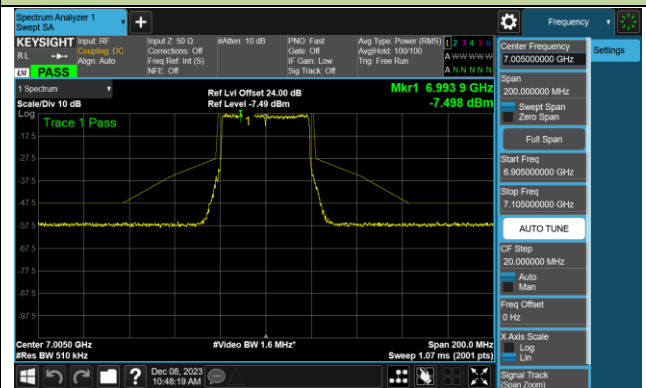 Spectrum Analyzer 1
Swept SA
Frequency
KEYSIGHT
RL
PASS
Input: RF
Coupling: DC
Align: Auto
Input Z: 50 Ω
Corrections: Off
Freq Ref: Int (S)
NFE: Off
#Atten: 10 dB
PNO: Fast
Gate: Off
IF Gain: Low
Sig Track: Off
Avg Type: Power (RMS)
Avg|Hold: 100/100
Trig: Free Run
1 2 3 4 5 6
A W W W W W
A N N N N N
Center Frequency
7.005000000 GHz
Settings
Span
200.000000 MHz
Swept Span
Zero Span
Full Span
Start Freq
6.905000000 GHz
Stop Freq
7.105000000 GHz
AUTO TUNE
CF Step
20.000000 MHz
Auto
Man
Freq Offset
0 Hz
X Axis Scale
Log
Lin
Signal Track
(Span Zoom)
1 Spectrum
Scale/Div 10 dB
Log
Ref Lvl Offset 24.00 dB
Ref Level -7.49 dBm
Mkr1 6.993 9 GHz
-7.498 dBm
Trace 1 Pass
1
-17.5
-27.5
-37.5
-47.5
-57.5
-67.5
-77.5
-87.5
-97.5
Center 7.0050 GHz
#Res BW 510 kHz
#Video BW 1.6 MHz*
Span 200.0 MHz
Sweep 1.07 ms (2001 pts)
?
Dec 08, 2023
10:48:19 AM